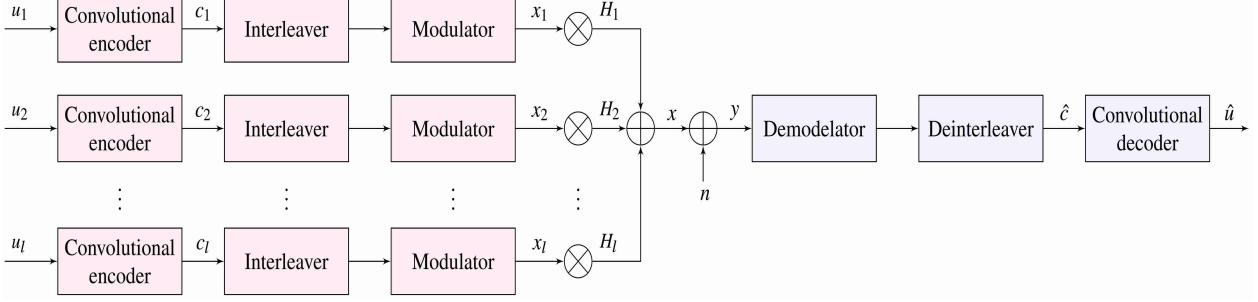 u₁ Convolutional encoder c₁ Interleaver Modulator x₁ H₁
u₂ Convolutional encoder c₂ Interleaver Modulator x₂ H₂ x y Demodelator Deinterleaver ĉ Convolutional decoder û
n
⋮ ⋮ ⋮ ⋮
uₗ Convolutional encoder cₗ Interleaver Modulator xₗ Hₗ